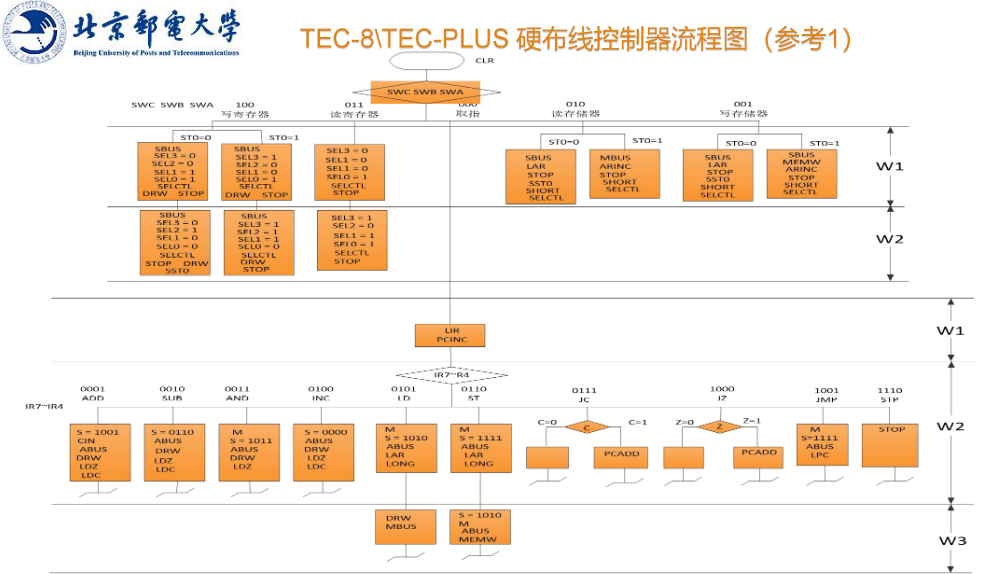 北京郵電大學
Beijing University of Posts and Telecommunications
TEC-8\TEC-PLUS 硬布线控制器流程图（参考1）
CLR
SWC SWB SWA
SWC SWB SWA
100
写寄存器
011
读寄存器
000
取指
010
读存储器
001
写存储器
ST0=0
ST0=1
ST0=0
ST0=1
ST0=0
ST0=1
SBUS
SEL3 = 0
SEL2 = 0
SEL1 = 1
SEL0 = 1
SELCTL
DRW STOP
SBUS
SEL3 = 1
SEL2 = 0
SEL1 = 0
SEL0 = 1
SELCTL
DRW STOP
SEL3 = 0
SEL1 = 0
SEL1 = 0
SEL0 = 1
SELCTL
STOP
SBUS
LAR
STOP
SST0
SHORT
SELCTL
MBUS
ARINC
STOP
SHORT
SELCTL
SBUS
LAR
STOP
SST0
SHORT
SELCTL
SBUS
MEMW
ARINC
STOP
SHORT
SELCTL
W1
SBUS
SEL3 = 0
SEL2 = 1
SEL1 = 0
SEL0 = 0
SELCTL
STOP DRW
SST0
SBUS
SEL3 = 1
SEL2 = 1
SEL1 = 1
SEL0 = 0
SELCTL
DRW
STOP
SEL3 = 1
SEL2 = 0
SEL1 = 1
SEL0 = 1
SELCTL
STOP
W2
LIR
PCINC
W1
IR7~R4
IR7~IR4
0001
ADD
0010
SUB
0011
AND
0100
INC
0101
LD
0110
ST
0111
JC
1000
JZ
1001
JMP
1110
STP
S = 1001
CIN
ABUS
DRW
LDZ
LDC
S = 0110
ABUS
DRW
LDZ
LDC
M
S = 1011
ABUS
DRW
LDZ
S = 0000
ABUS
DRW
LDZ
LDC
M
S = 1010
ABUS
LAR
LONG
M
S = 1111
ABUS
LAR
LONG
C=0
C
C=1
PCADD
Z=0
Z
Z=1
PCADD
M
S=1111
ABUS
LPC
STOP
W2
DRW
MBUS
S = 1010
M
ABUS
MEMW
W3